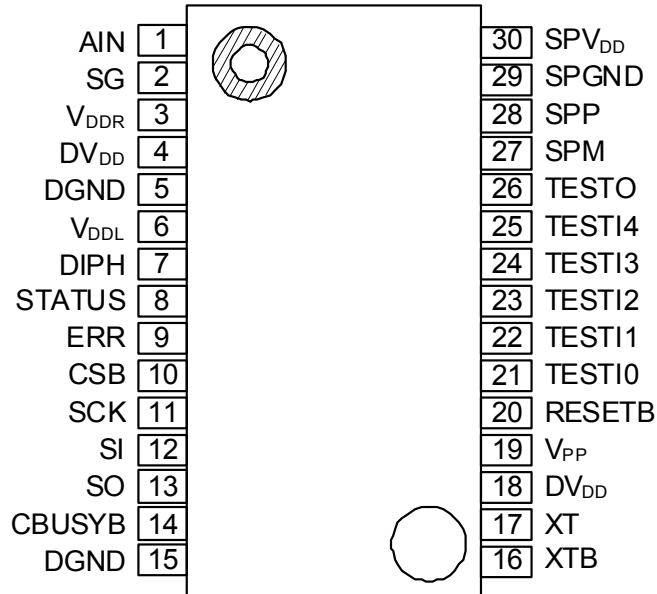 AIN 1 30 SPVDD
SG 2 29 SPGND
VDDR 3 28 SPP
DVDD 4 27 SPM
DGND 5 26 TESTO
VDDL 6 25 TESTI4
DIPH 7 24 TESTI3
STATUS 8 23 TESTI2
ERR 9 22 TESTI1
CSB 10 21 TESTI0
SCK 11 20 RESETB
SI 12 19 VPP
SO 13 18 DVDD
CBUSYB 14 17 XT
DGND 15 16 XTB